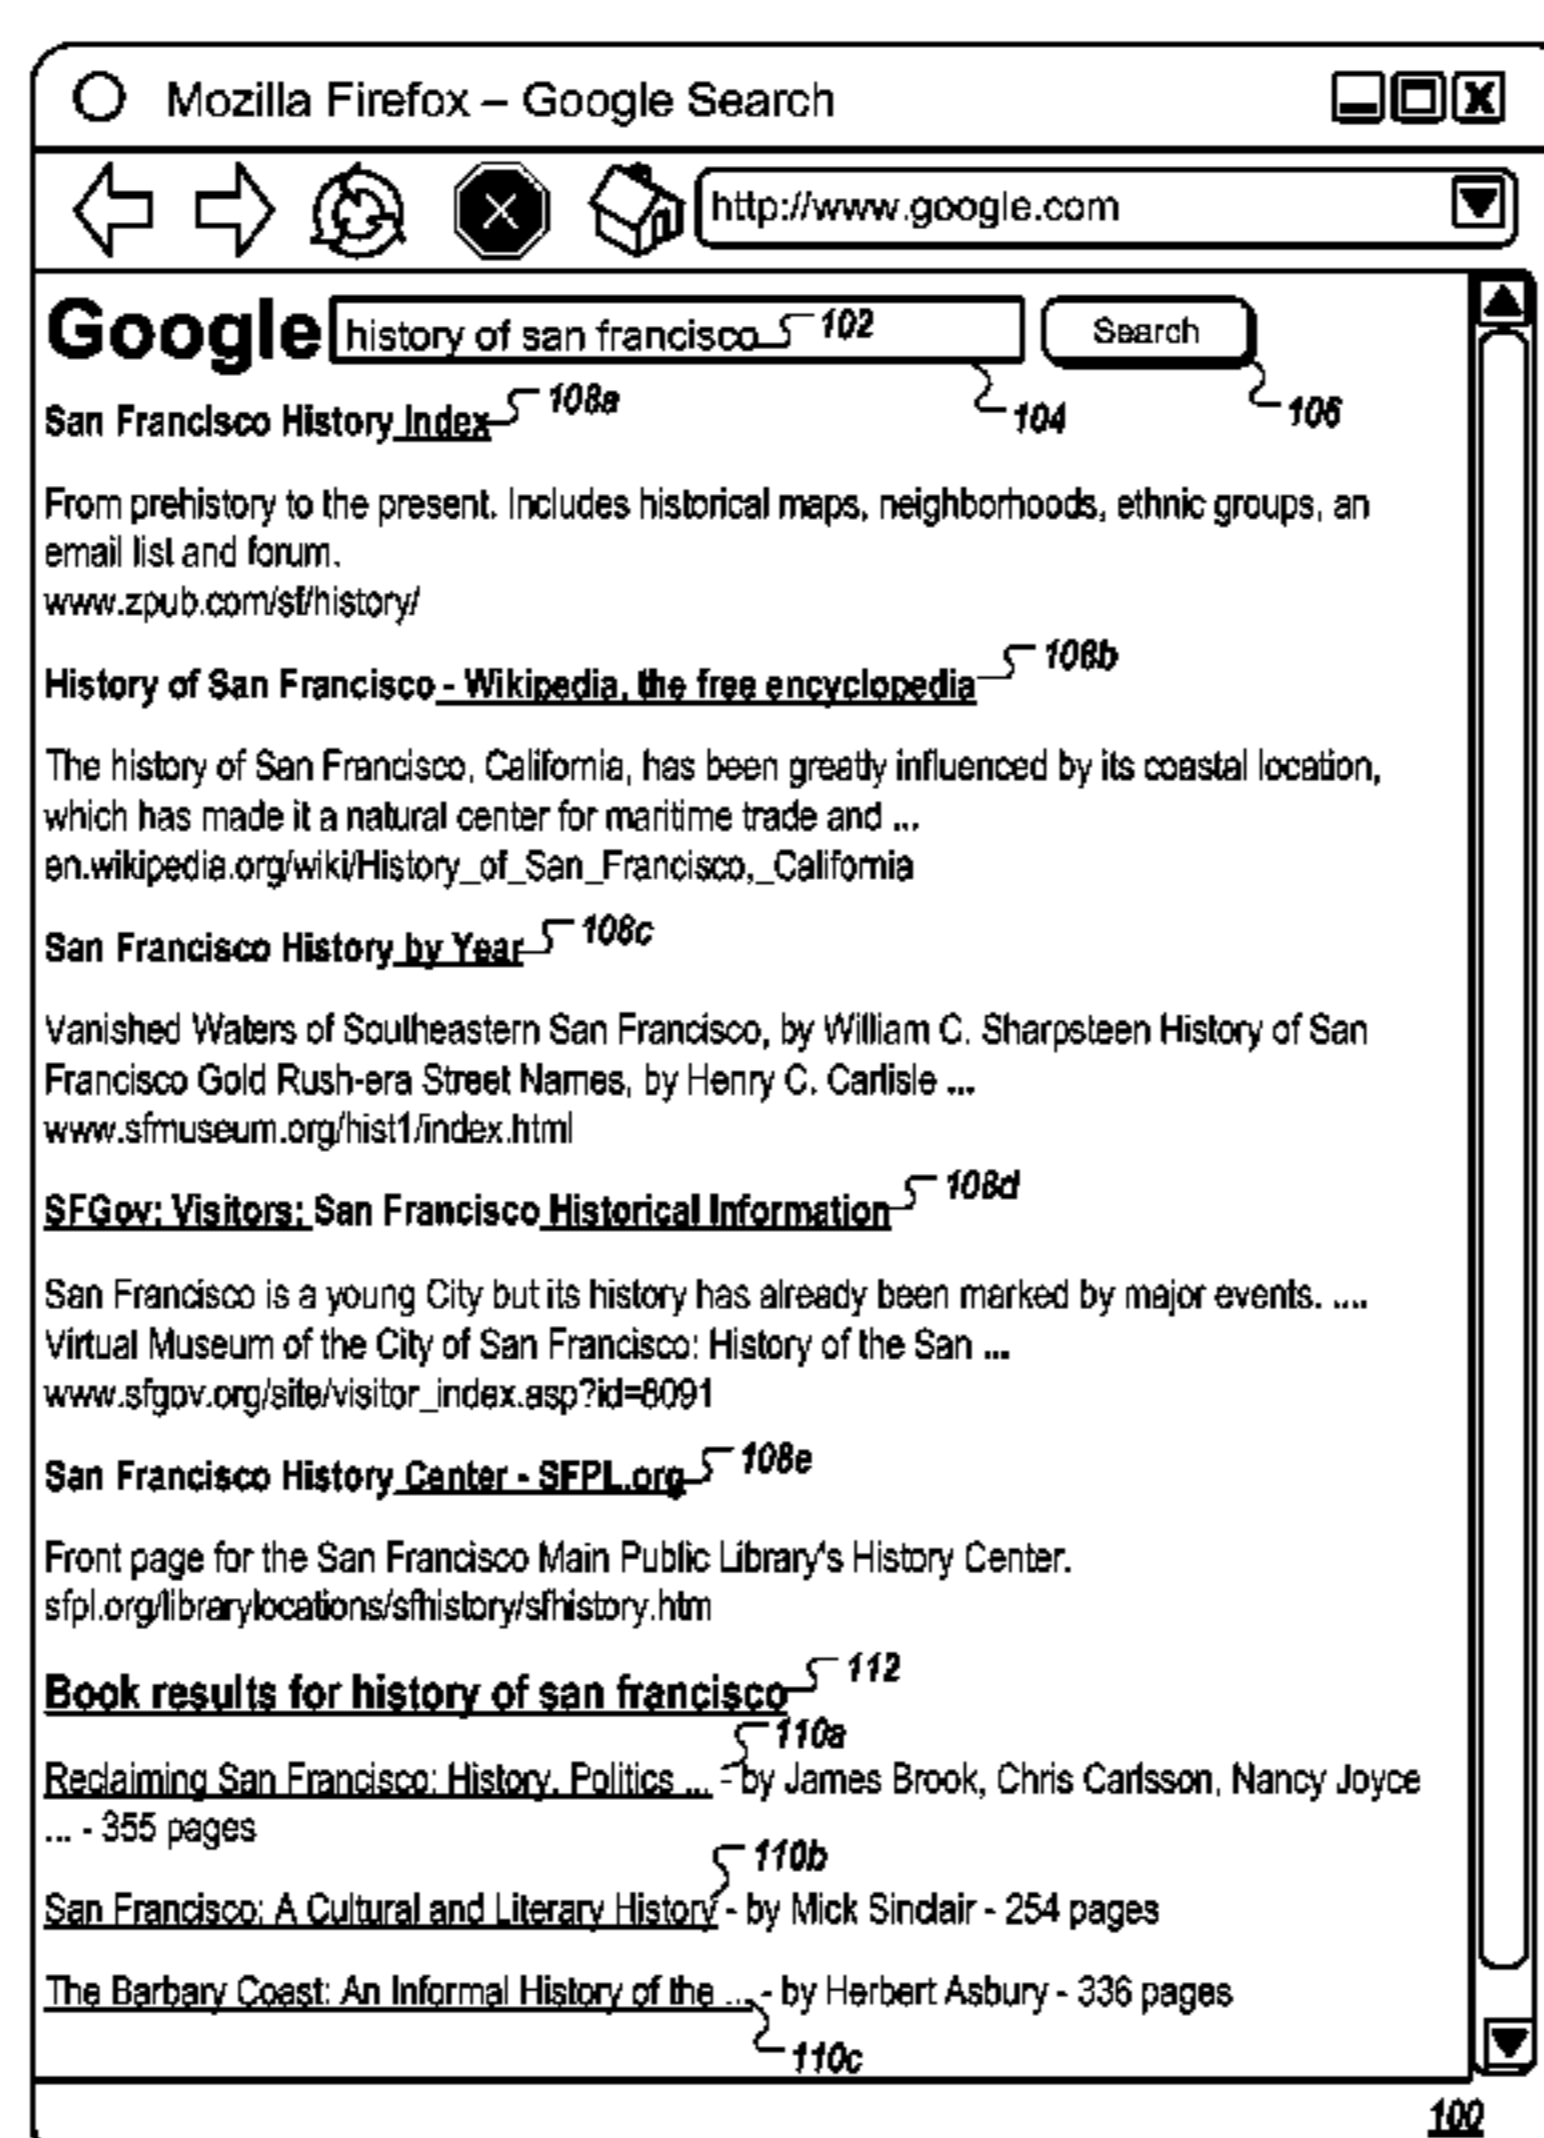 Mozilla Firefox – Google Search
http://www.google.com
Google history of san francisco 102 Search
San Francisco History Index 108a 104 106
From prehistory to the present. Includes historical maps, neighborhoods, ethnic groups, an
email list and forum.
www.zpub.com/sf/history/
History of San Francisco - Wikipedia, the free encyclopedia 108b
The history of San Francisco, California, has been greatly influenced by its coastal location,
which has made it a natural center for maritime trade and ...
en.wikipedia.org/wiki/History_of_San_Francisco,_California
San Francisco History by Year 108c
Vanished Waters of Southeastern San Francisco, by William C. Sharpsteen History of San
Francisco Gold Rush-era Street Names, by Henry C. Carlisle ...
www.sfmuseum.org/hist1/index.html
SFGov: Visitors: San Francisco Historical Information 108d
San Francisco is a young City but its history has already been marked by major events. ....
Virtual Museum of the City of San Francisco: History of the San ...
www.sfgov.org/site/visitor_index.asp?id=8091
San Francisco History Center - SFPL.org 108e
Front page for the San Francisco Main Public Library's History Center.
sfpl.org/librarylocations/sfhistory/sfhistory.htm
Book results for history of san francisco 112
110a
Reclaiming San Francisco: History, Politics ... - by James Brook, Chris Carlsson, Nancy Joyce
... - 355 pages
110b
San Francisco: A Cultural and Literary History - by Mick Sinclair - 254 pages
The Barbary Coast: An Informal History of the ... - by Herbert Asbury - 336 pages
110c
100